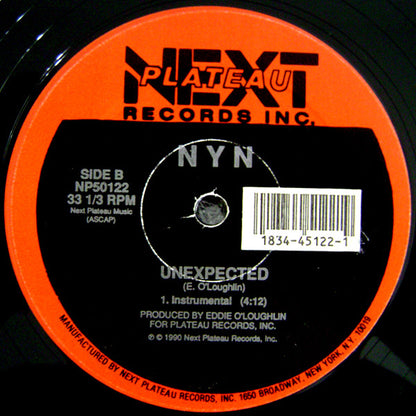 NEXT
PLATEAU
RECORDS INC.
NYN
SIDE B
NP50122
33 1/3 RPM
Next Plateau Music
(ASCAP)
1834-45122-1
UNEXPECTED
(E. O'Loughlin)
1. Instrumental (4:12)
PRODUCED BY EDDIE O'LOUGHLIN
FOR PLATEAU RECORDS, INC.
℗ © 1990 Next Plateau Records, Inc.
MANUFACTURED BY NEXT PLATEAU RECORDS, INC. 1650 BROADWAY, NEW YORK, N.Y. 10019